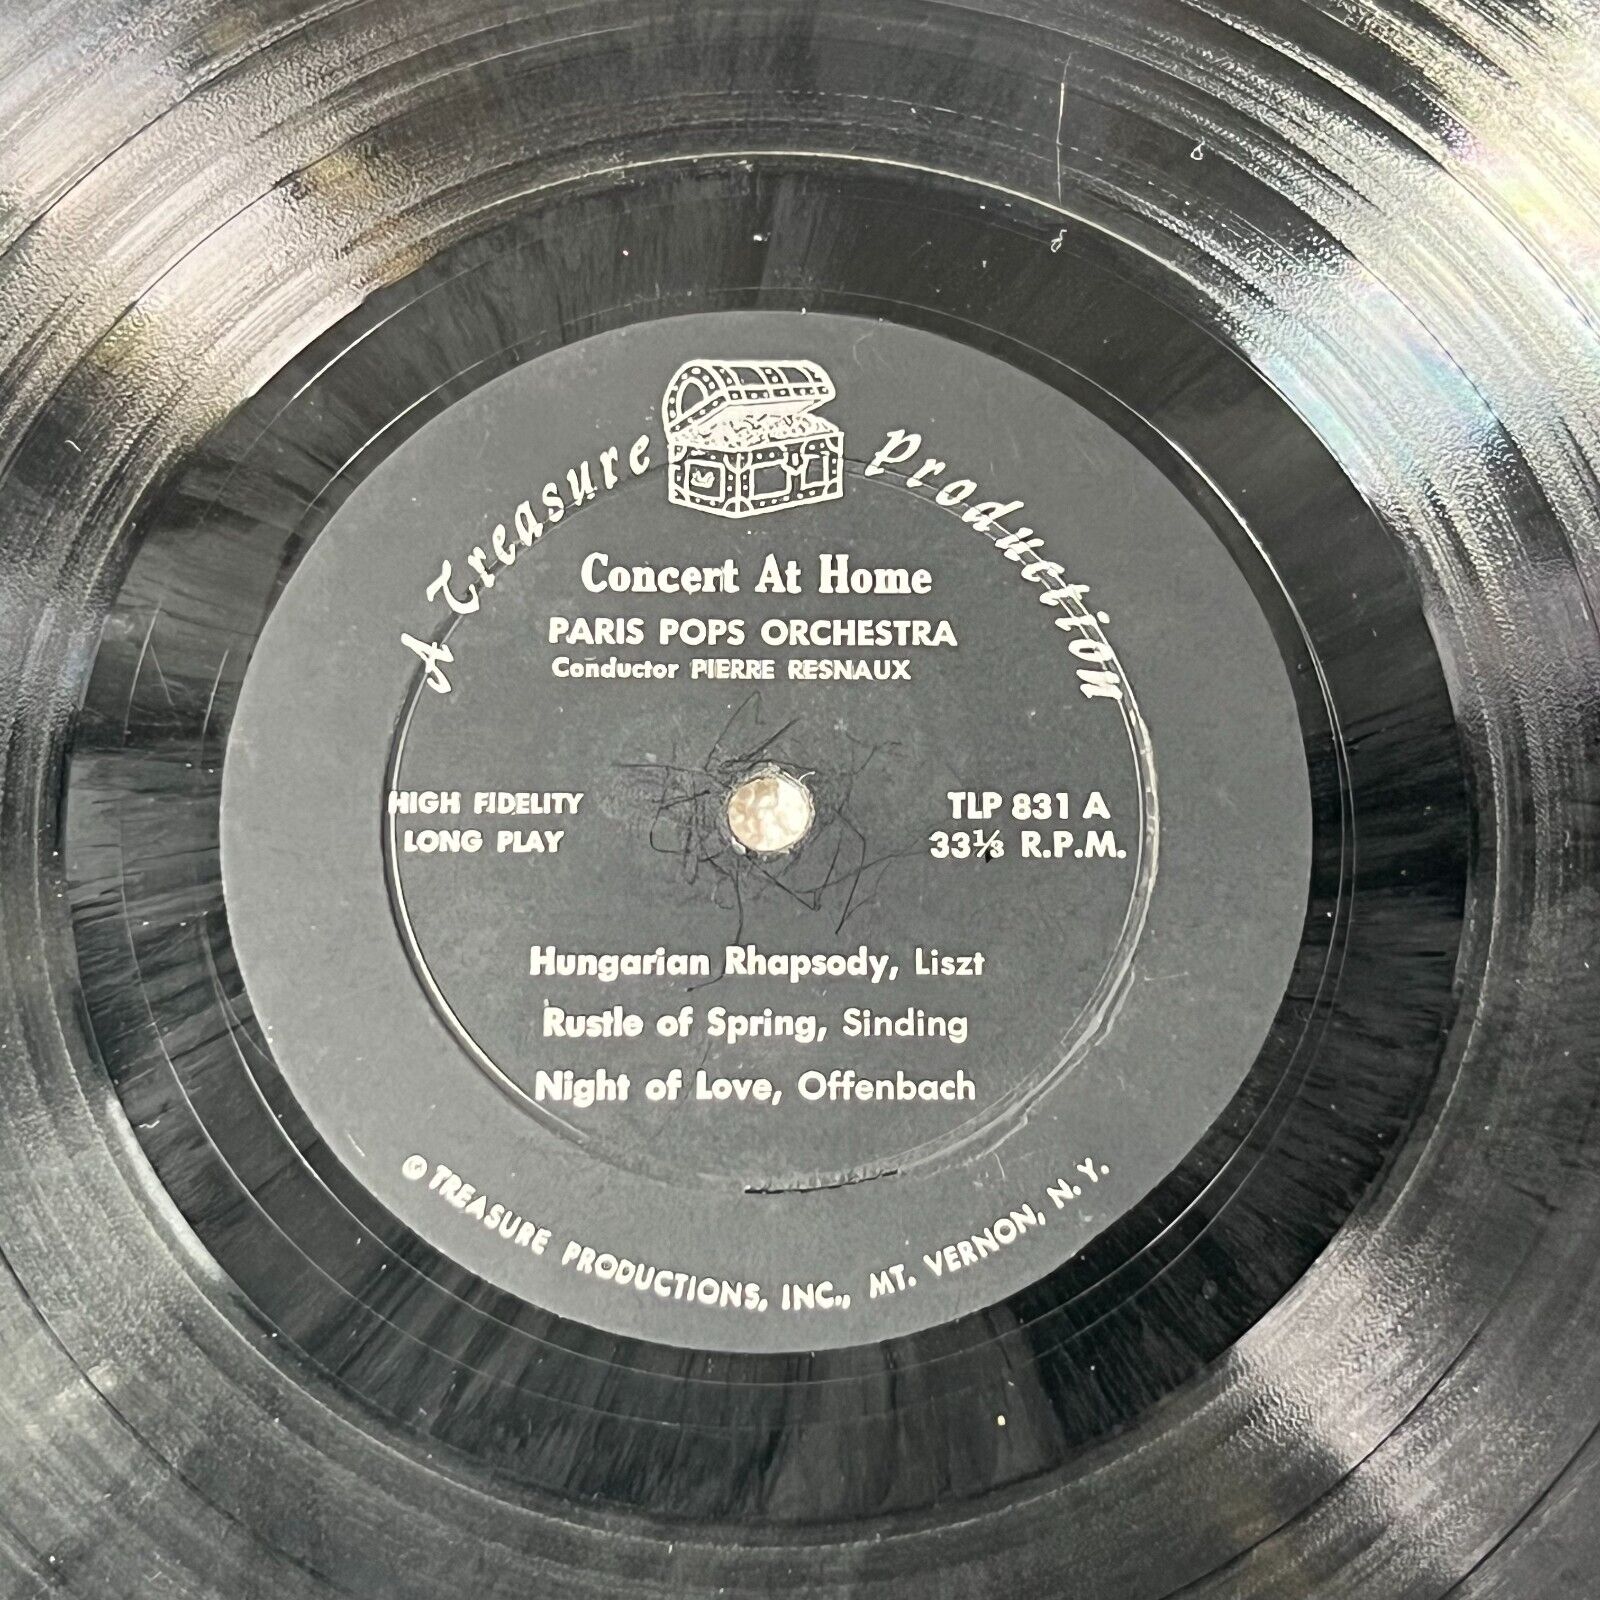 A Treasure Production
Concert At Home
PARIS POPS ORCHESTRA
Conductor PIERRE RESNAUX
HIGH FIDELITY
LONG PLAY
TLP 831 A
33⅓ R.P.M.
Hungarian Rhapsody, Liszt
Rustle of Spring, Sinding
Night of Love, Offenbach
© TREASURE PRODUCTIONS, INC., MT. VERNON, N. Y.